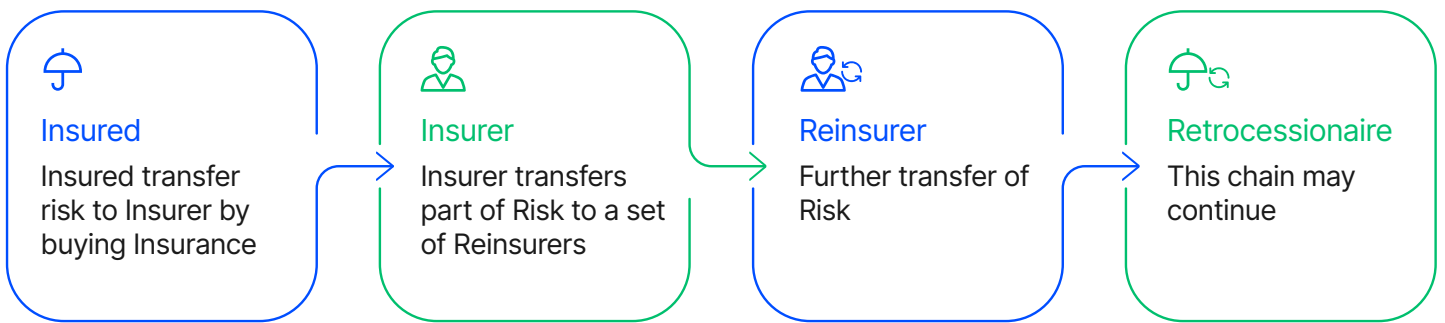 Insured
Insured transfer
risk to Insurer by
buying Insurance
Insurer
Insurer transfers
part of Risk to a set
of Reinsurers
Reinsurer
Further transfer of
Risk
Retrocessionaire
This chain may
continue